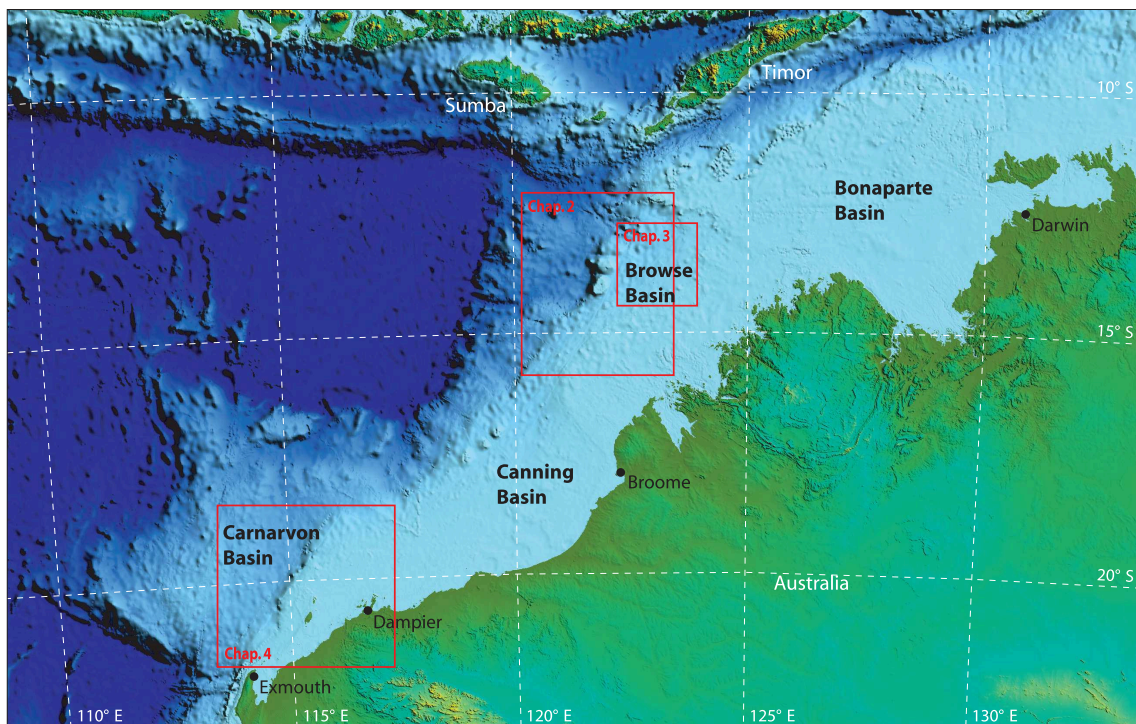 Timor
Sumba
10° S
Bonaparte
Basin
Chap. 2
Darwin
Chap. 3
Browse
Basin
15° S
Canning
Basin
Broome
Carnarvon
Basin
Australia
20° S
Dampier
Chap. 4
Exmouth
110° E
115° E
120° E
125° E
130° E